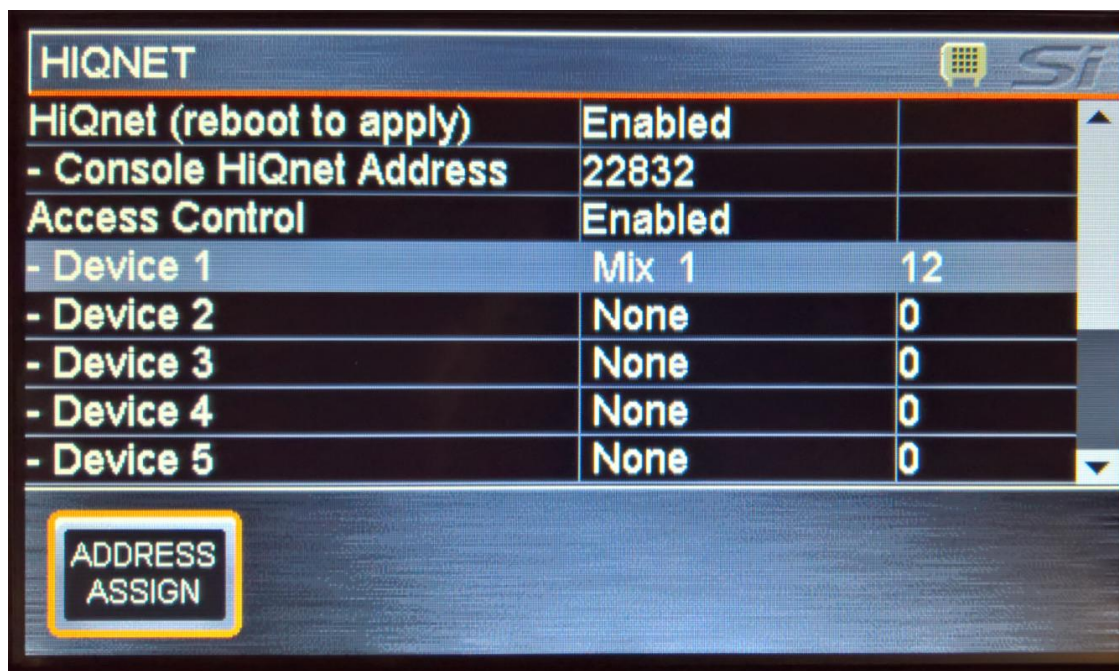 HIQNET Si
HiQnet (reboot to apply) Enabled
- Console HiQnet Address 22832
Access Control Enabled
- Device 1 Mix 1 12
- Device 2 None 0
- Device 3 None 0
- Device 4 None 0
- Device 5 None 0
ADDRESS
ASSIGN